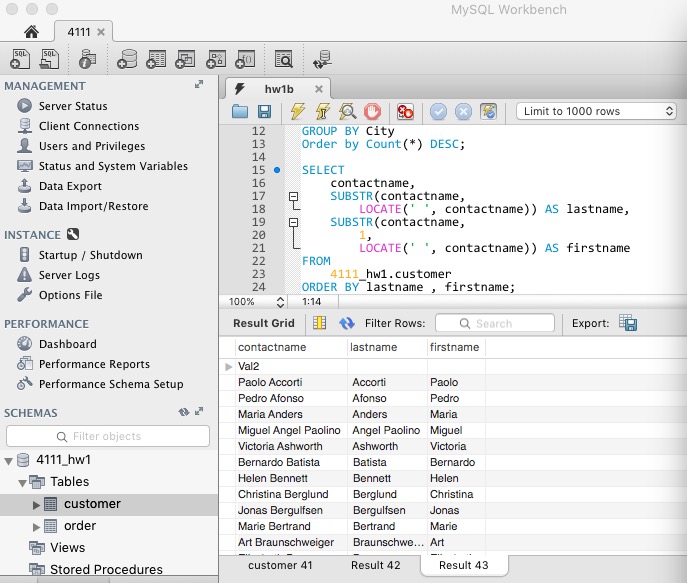 MySQL Workbench
4111
MANAGEMENT
Server Status
Client Connections
Users and Privileges
Status and System Variables
Data Export
Data Import/Restore
INSTANCE
Startup / Shutdown
Server Logs
Options File
PERFORMANCE
Dashboard
Performance Reports
Performance Schema Setup
SCHEMAS
Filter objects
4111_hw1
Tables
customer
order
Views
Stored Procedures
hw1b
Limit to 1000 rows
12 GROUP BY City
13 Order by Count(*) DESC;
14
15 SELECT
16 contactname,
17 SUBSTR(contactname,
18 LOCATE(' ', contactname)) AS lastname,
19 SUBSTR(contactname,
20 1,
21 LOCATE(' ', contactname)) AS firstname
22 FROM
23 4111_hw1.customer
24 ORDER BY lastname , firstname;
100% 1:14
Result Grid Filter Rows: Search Export:
contactname lastname firstname
Val2
Paolo Accorti Accorti Paolo
Pedro Afonso Afonso Pedro
Maria Anders Anders Maria
Miguel Angel Paolino Angel Paolino Miguel
Victoria Ashworth Ashworth Victoria
Bernardo Batista Batista Bernardo
Helen Bennett Bennett Helen
Christina Berglund Berglund Christina
Jonas Bergulfsen Bergulfsen Jonas
Marie Bertrand Bertrand Marie
Art Braunschweiger Braunschwe... Art
customer 41 Result 42 Result 43